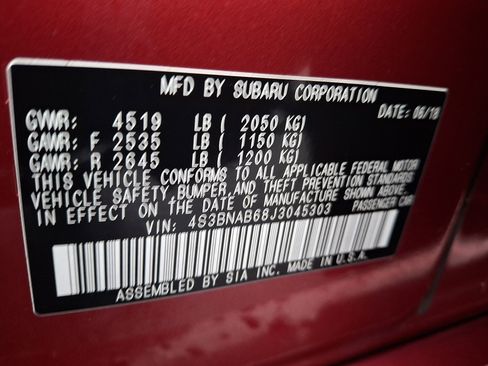 MFD BY SUBARU CORPORATION
DATE: 06/18
GVWR: 4519 LB ( 2050 KG)
GAWR: F 2535 LB ( 1150 KG)
GAWR: R 2645 LB ( 1200 KG)
THIS VEHICLE CONFORMS TO ALL APPLICABLE FEDERAL MOTOR
VEHICLE SAFETY, BUMPER, AND THEFT PREVENTION STANDARDS
IN EFFECT ON THE DATE OF MANUFACTURE SHOWN ABOVE.
VIN: 4S3BNAB68J3045303 PASSENGER CAR
ASSEMBLED BY SIA INC. MADE IN U.S.A.